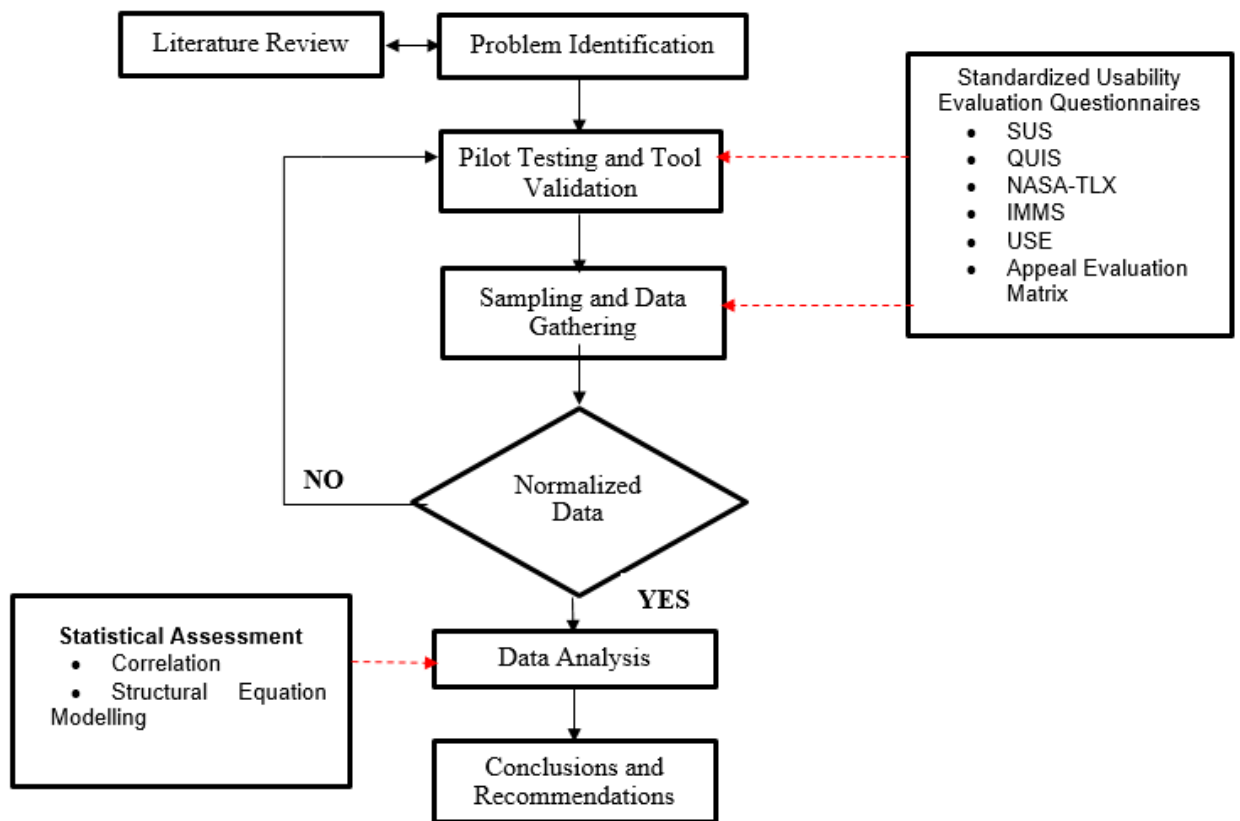 Literature Review
Problem Identification
Standardized Usability
Evaluation Questionnaires
• SUS
• QUIS
• NASA-TLX
• IMMS
• USE
• Appeal Evaluation
Matrix
Pilot Testing and Tool
Validation
Sampling and Data
Gathering
Normalized
Data
NO
YES
Statistical Assessment
• Correlation
• Structural Equation
Modelling
Data Analysis
Conclusions and
Recommendations